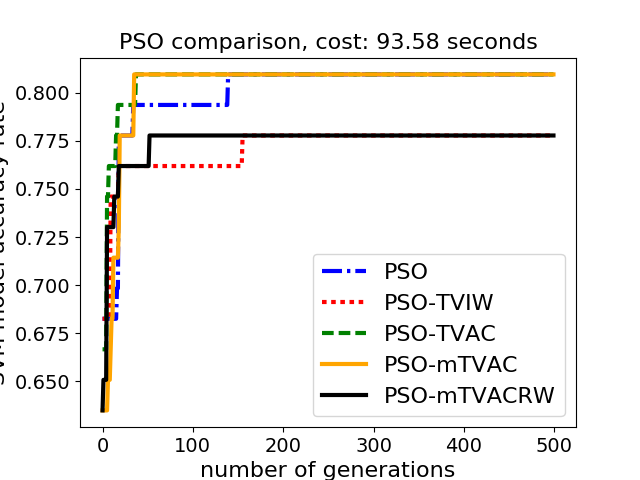 PSO comparison, cost: 93.58 seconds
0.800
0.775
0.750
0.725
0.700
0.675
0.650
model accuracy rate
PSO
PSO-TVIW
PSO-TVAC
PSO-mTVAC
PSO-mTVACRW
0 100 200 300 400 500
number of generations